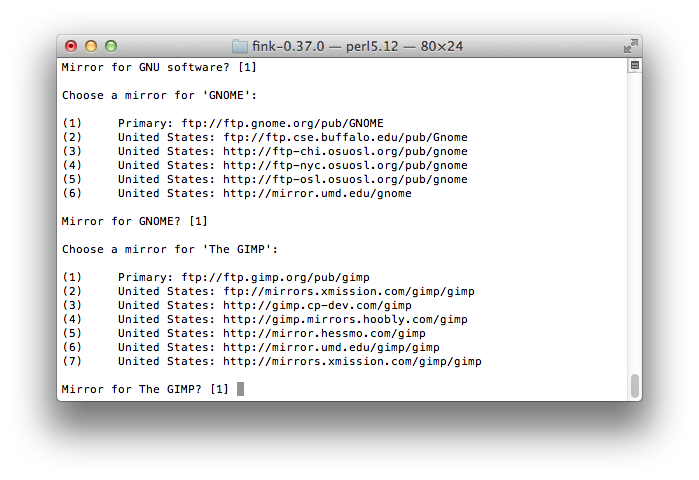 fink-0.37.0 — perl5.12 — 80×24
Mirror for GNU software? [1]
Choose a mirror for 'GNOME':
(1) Primary: ftp://ftp.gnome.org/pub/GNOME
(2) United States: ftp://ftp.cse.buffalo.edu/pub/Gnome
(3) United States: http://ftp-chi.osuosl.org/pub/gnome
(4) United States: http://ftp-nyc.osuosl.org/pub/gnome
(5) United States: http://ftp-osl.osuosl.org/pub/gnome
(6) United States: http://mirror.umd.edu/gnome
Mirror for GNOME? [1]
Choose a mirror for 'The GIMP':
(1) Primary: ftp://ftp.gimp.org/pub/gimp
(2) United States: ftp://mirrors.xmission.com/gimp/gimp
(3) United States: http://gimp.cp-dev.com/gimp
(4) United States: http://gimp.mirrors.hoobly.com/gimp
(5) United States: http://mirror.hessmo.com/gimp
(6) United States: http://mirror.umd.edu/gimp/gimp
(7) United States: http://mirrors.xmission.com/gimp/gimp
Mirror for The GIMP? [1]